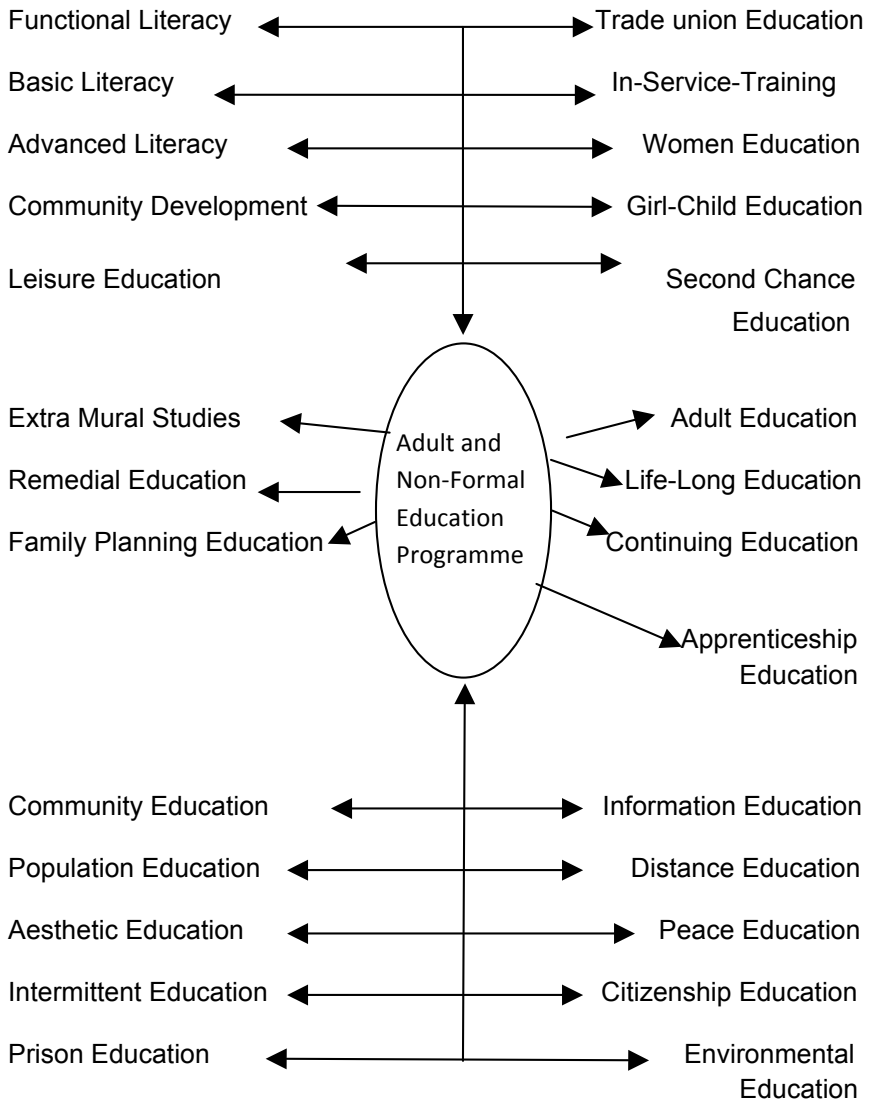 Functional Literacy
Trade union Education
Basic Literacy
In-Service-Training
Advanced Literacy
Women Education
Community Development
Girl-Child Education
Leisure Education
Second Chance
Education
Extra Mural Studies
Remedial Education
Family Planning Education
Adult and
Non-Formal
Education
Programme
Adult Education
Life-Long Education
Continuing Education
Apprenticeship
Education
Community Education
Information Education
Population Education
Distance Education
Aesthetic Education
Peace Education
Intermittent Education
Citizenship Education
Prison Education
Environmental
Education